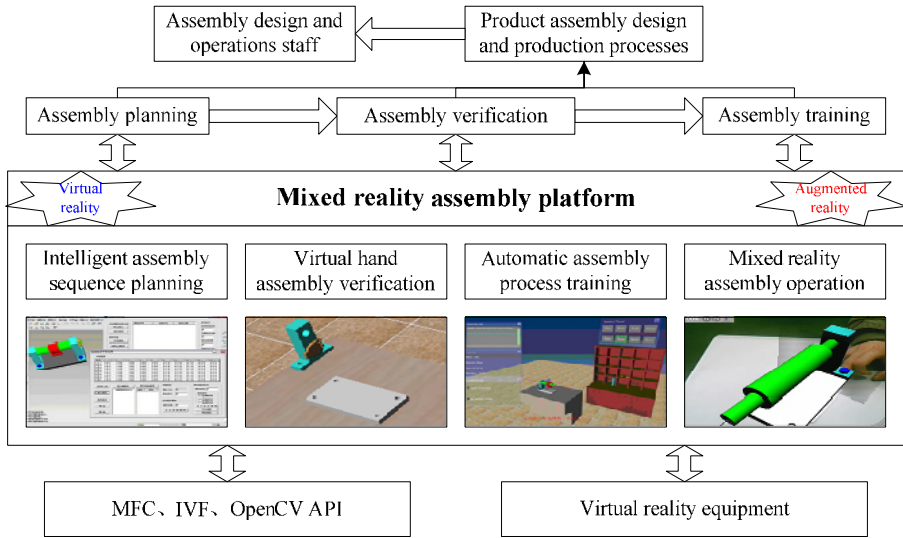 Assembly design and
operations staff
Product assembly design
and production processes
Assembly planning
Assembly verification
Assembly training
Virtual
reality
Mixed reality assembly platform
Augmented
reality
Intelligent assembly
sequence planning
Virtual hand
assembly verification
Automatic assembly
process training
Mixed reality
assembly operation
MFC、IVF、OpenCV API
Virtual reality equipment